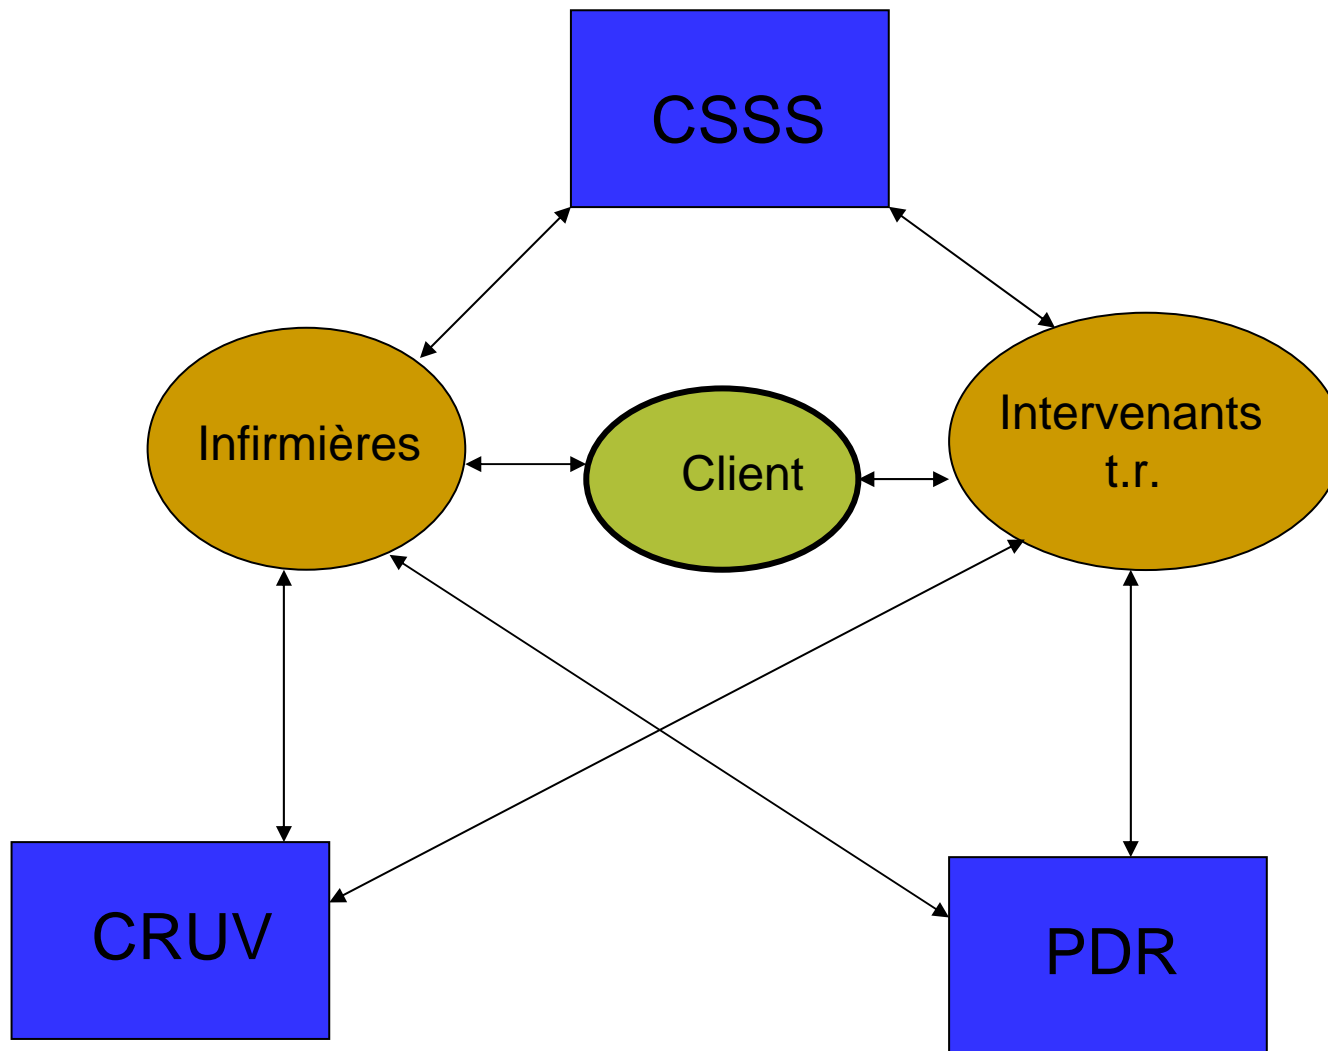 CSSS
Infirmières
Client
Intervenants
t.r.
CRUV
PDR